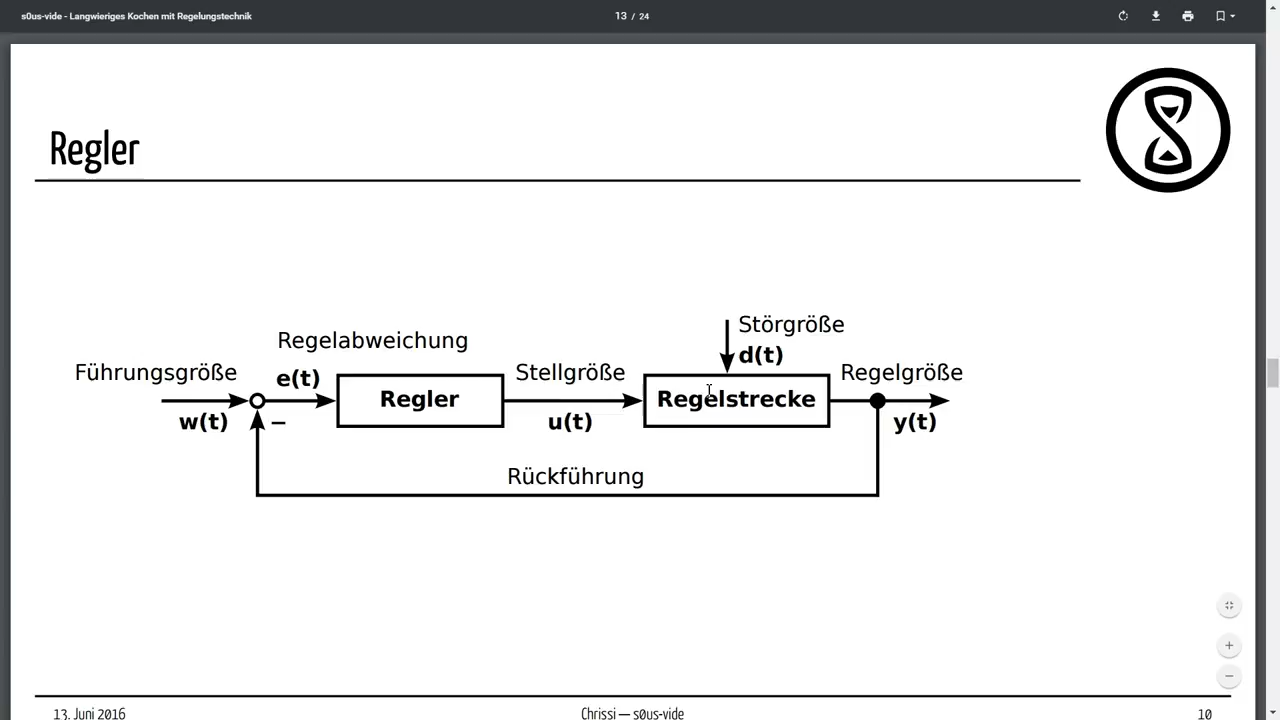 s0us-vide - Langwieriges Kochen mit Regelungstechnik
13 / 24
Regler
Störgröße
d(t)
Regelabweichung
Führungsgröße
e(t)
Stellgröße
Regelgröße
Regler
Regelstrecke
w(t)
–
u(t)
y(t)
Rückführung
13. Juni 2016
Chrissi — s0us-vide
10